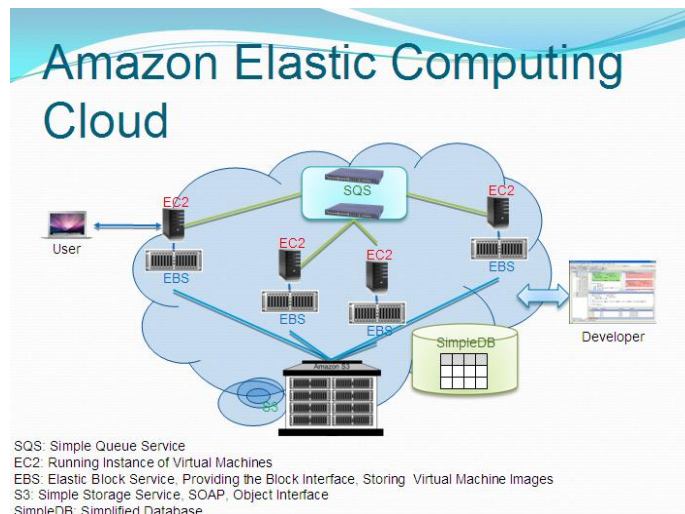 Amazon Elastic Computing
Cloud
SQS
EC2
EC2
User
EC2
EC2
EBS
EBS
EBS
EBS
SimpleDB
Developer
Amazon S3
S3
SQS: Simple Queue Service
EC2: Running Instance of Virtual Machines
EBS: Elastic Block Service, Providing the Block Interface, Storing Virtual Machine Images
S3: Simple Storage Service, SOAP, Object Interface
SimpleDB: Simplified Database